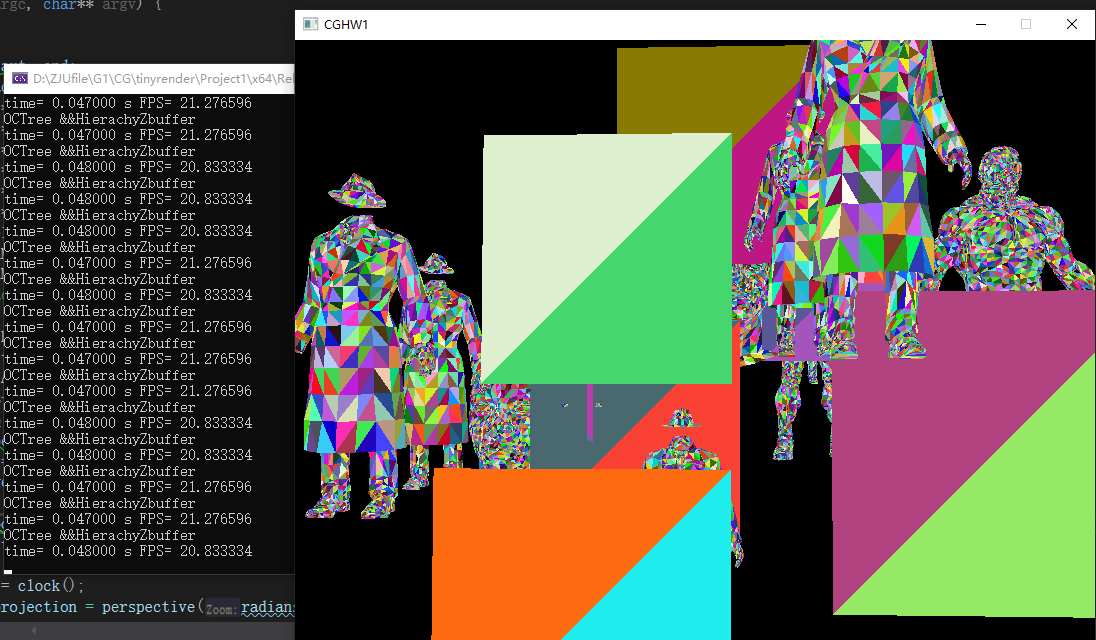 argc, char** argv) {
CGHW1
D:\ZJUfile\G1\CG\tinyrender\Project1\x64\Rel
time= 0.047000 s FPS= 21.276596
OCTree &&HierachyZbuffer
time= 0.047000 s FPS= 21.276596
OCTree &&HierachyZbuffer
time= 0.048000 s FPS= 20.833334
OCTree &&HierachyZbuffer
time= 0.048000 s FPS= 20.833334
OCTree &&HierachyZbuffer
time= 0.048000 s FPS= 20.833334
OCTree &&HierachyZbuffer
time= 0.047000 s FPS= 21.276596
OCTree &&HierachyZbuffer
time= 0.048000 s FPS= 20.833334
OCTree &&HierachyZbuffer
time= 0.047000 s FPS= 21.276596
OCTree &&HierachyZbuffer
time= 0.047000 s FPS= 21.276596
OCTree &&HierachyZbuffer
time= 0.047000 s FPS= 21.276596
OCTree &&HierachyZbuffer
time= 0.048000 s FPS= 20.833334
OCTree &&HierachyZbuffer
time= 0.048000 s FPS= 20.833334
OCTree &&HierachyZbuffer
time= 0.047000 s FPS= 21.276596
OCTree &&HierachyZbuffer
time= 0.047000 s FPS= 21.276596
OCTree &&HierachyZbuffer
time= 0.048000 s FPS= 20.833334
= clock();
rojection = perspective(Zoom:radian